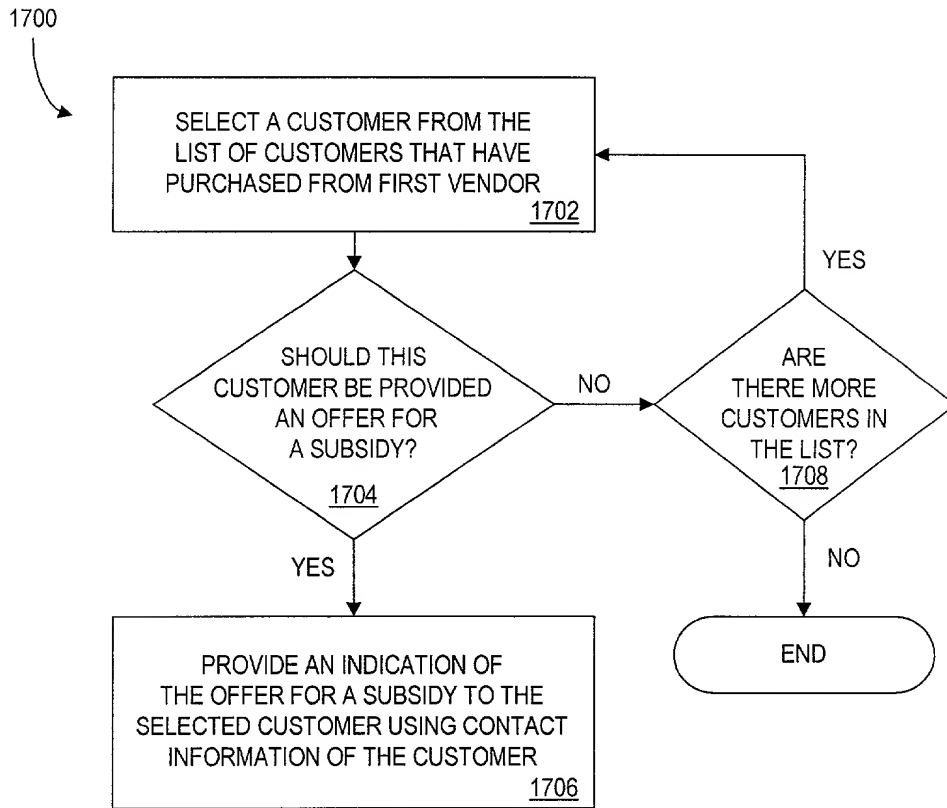 1700
SELECT A CUSTOMER FROM THE
LIST OF CUSTOMERS THAT HAVE
PURCHASED FROM FIRST VENDOR
1702
SHOULD THIS
CUSTOMER BE PROVIDED
AN OFFER FOR
A SUBSIDY?
1704
NO
YES
ARE
THERE MORE
CUSTOMERS IN
THE LIST?
1708
YES
NO
PROVIDE AN INDICATION OF
THE OFFER FOR A SUBSIDY TO THE
SELECTED CUSTOMER USING CONTACT
INFORMATION OF THE CUSTOMER
1706
END